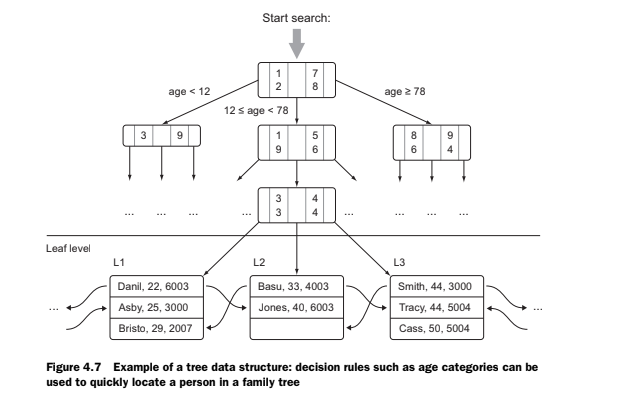 Start search:
1 7
2 8
age < 12
age ≥ 78
12 ≤ age < 78
3 9
1 5
9 6
8 9
6 4
... ... ... ... 3 4 ... ... ... ...
3 4
Leaf level
L1 L2 L3
Danil, 22, 6003 Basu, 33, 4003 Smith, 44, 3000
... Asby, 25, 3000 Jones, 40, 6003 Tracy, 44, 5004 ...
Bristo, 29, 2007 Cass, 50, 5004
Figure 4.7 Example of a tree data structure: decision rules such as age categories can be
used to quickly locate a person in a family tree